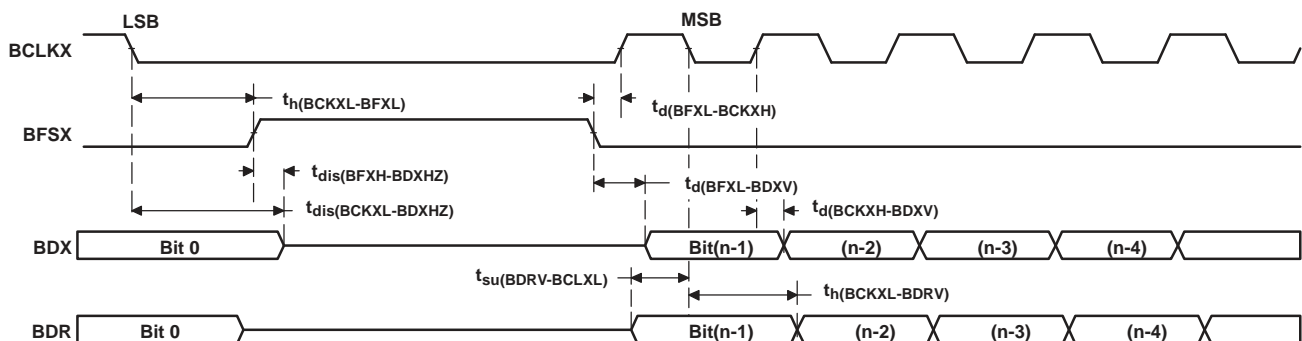 LSB MSB
BCLKX
th(BCKXL-BFXL) td(BFXL-BCKXH)
BFSX
tdis(BFXH-BDXHZ) td(BFXL-BDXV)
tdis(BCKXL-BDXHZ) td(BCKXH-BDXV)
BDX Bit 0 Bit(n-1) (n-2) (n-3) (n-4)
tsu(BDRV-BCLXL) th(BCKXL-BDRV)
BDR Bit 0 Bit(n-1) (n-2) (n-3) (n-4)